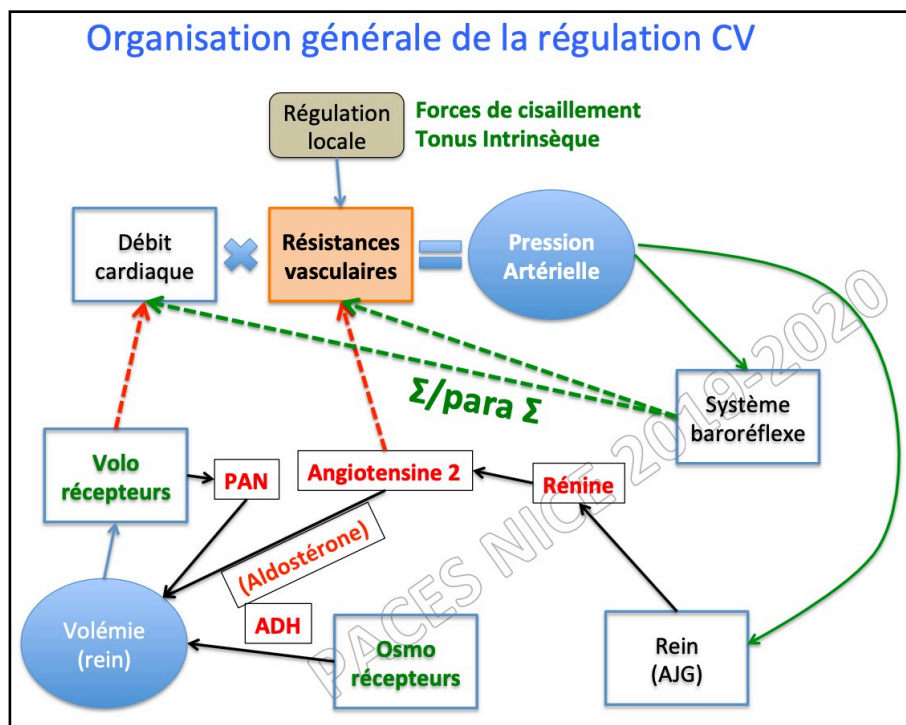 Organisation générale de la régulation CV
Régulation
locale
Forces de cisaillement
Tonus Intrinsèque
Débit
cardiaque
Résistances
vasculaires
Pression
Artérielle
Σ/para Σ
Système
baroréflexe
Volo
récepteurs
PAN
Angiotensine 2
Rénine
(Aldostérone)
Volémie
(rein)
ADH
Osmo
récepteurs
Rein
(AJG)
PACES NICE 2019-2020